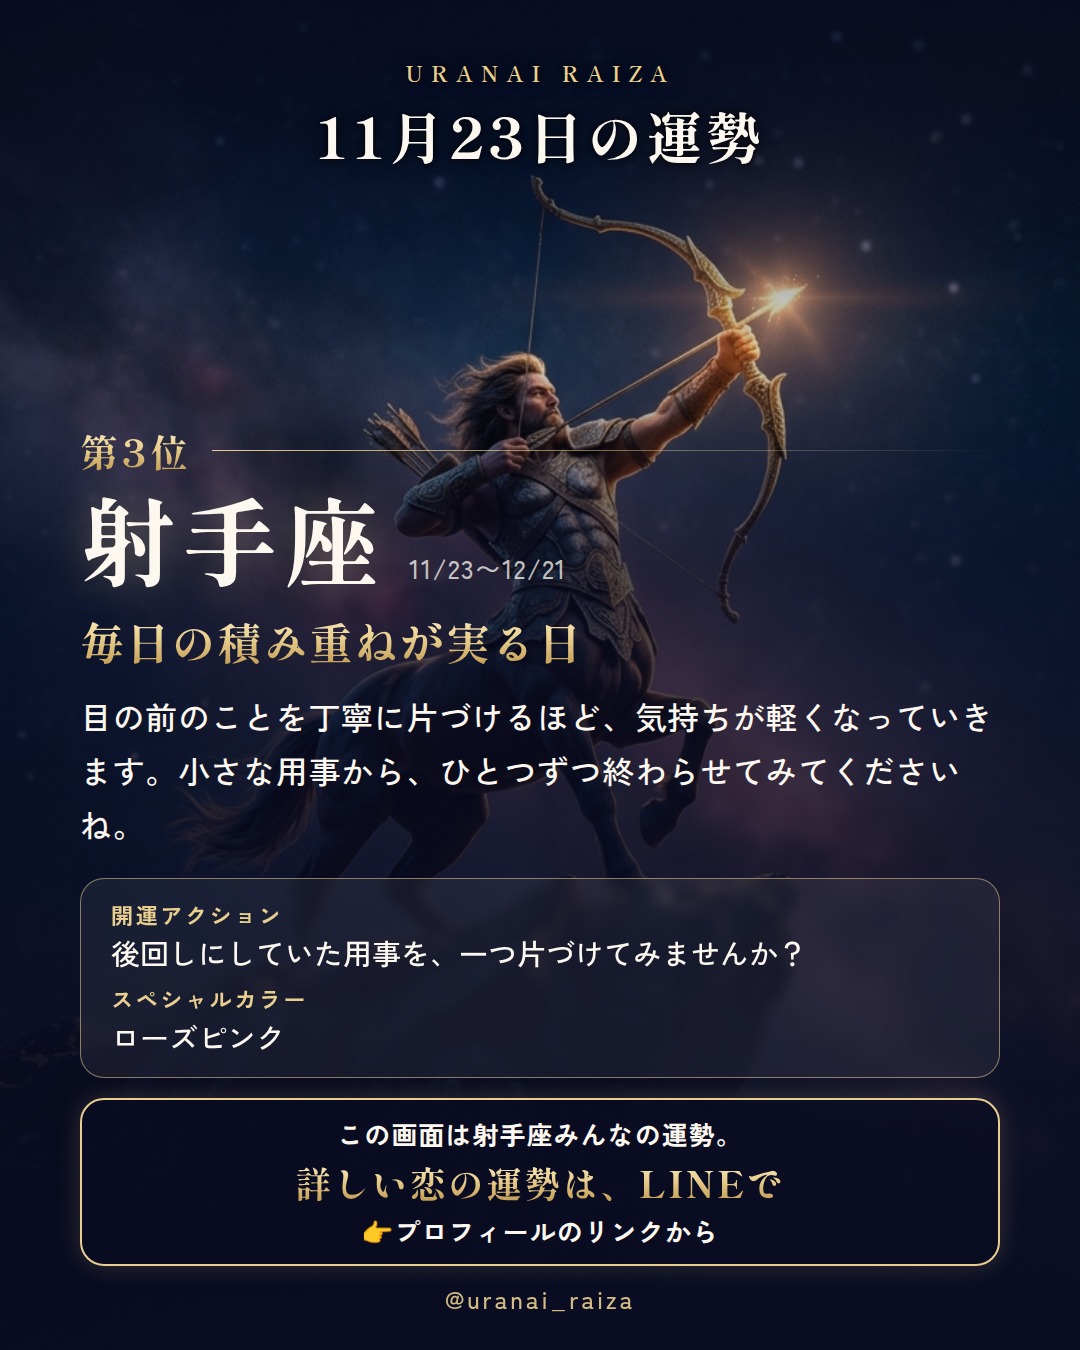 URANAI RAIZA
11月23日の運勢
第3位
射手座 11/23〜12/21
毎日の積み重ねが実る日
目の前のことを丁寧に片づけるほど、気持ちが軽くなっていき
ます。小さな用事から、ひとつずつ終わらせてみてください
ね。
開運アクション
後回しにしていた用事を、一つ片づけてみませんか？
スペシャルカラー
ローズピンク
この画面は射手座みんなの運勢。
詳しい恋の運勢は、LINEで
👉プロフィールのリンクから
@uranai_raiza